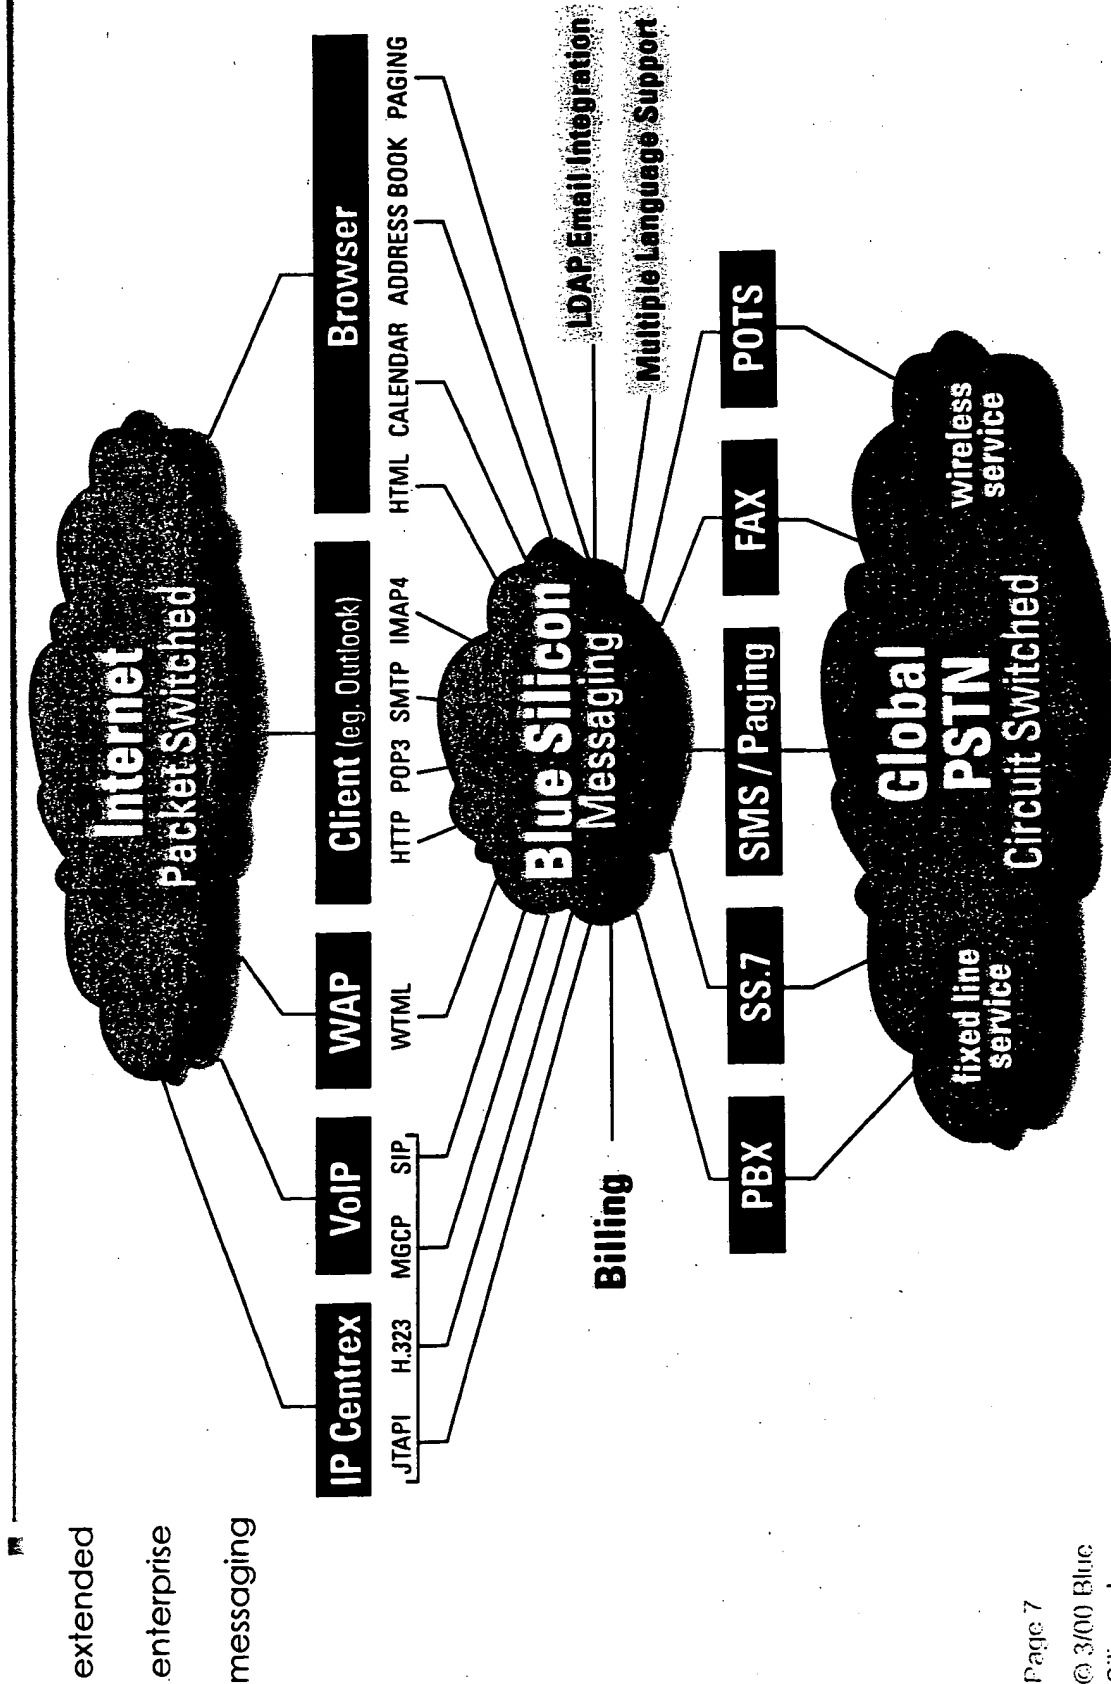 extended
enterprise
messaging
Internet
Packet Switched
IP Centrex
VoIP
WAP
Client (eg. Outlook)
Browser
JTAPI H.323 MGCP SIP
WTML
HTTP POP3 SMTP IMAP4
HTML CALENDAR ADDRESS BOOK PAGING
Blue Silicon
Messaging
Billing
LDAP Email Integration
Multiple Language Support
PBX
SS.7
SMS / Paging
FAX
POTS
Global
PSTN
Circuit Switched
fixed line
service
wireless
service
Page 7
@ 3/00 Blue